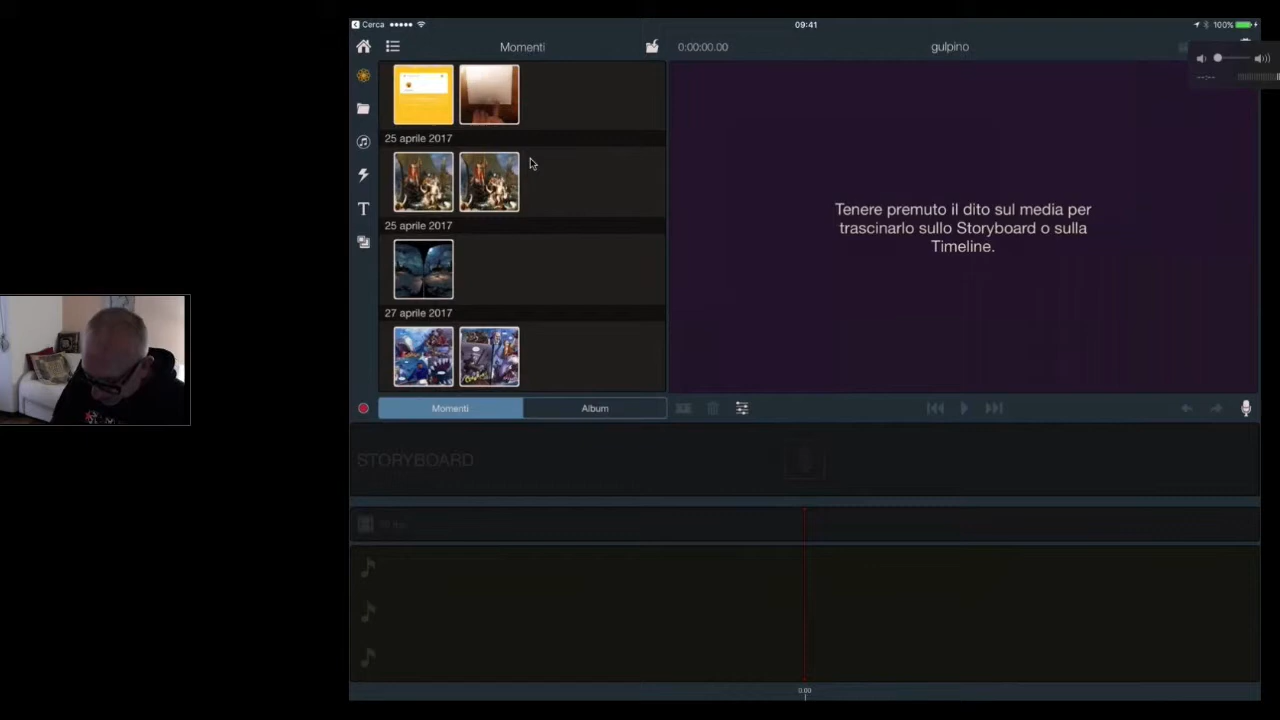 Cerca
09:41
100%
Momenti
0:00:00.00
gulpino
25 aprile 2017
25 aprile 2017
27 aprile 2017
Tenere premuto il dito sul media per
trascinarlo sullo Storyboard o sulla
Timeline.
--:--
Momenti
Album
STORYBOARD
0:00